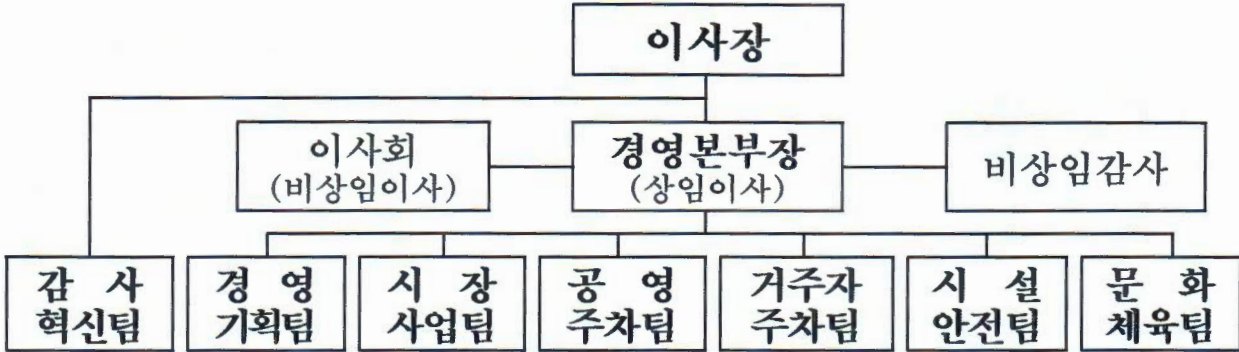 이사장
이사회
(비상임이사)
경영본부장
(상임이사)
비상임감사
감 사
혁신팀
경 영
기획팀
시 장
사업팀
공 영
주차팀
거주자
주차팀
시 설
안전팀
문 화
체육팀